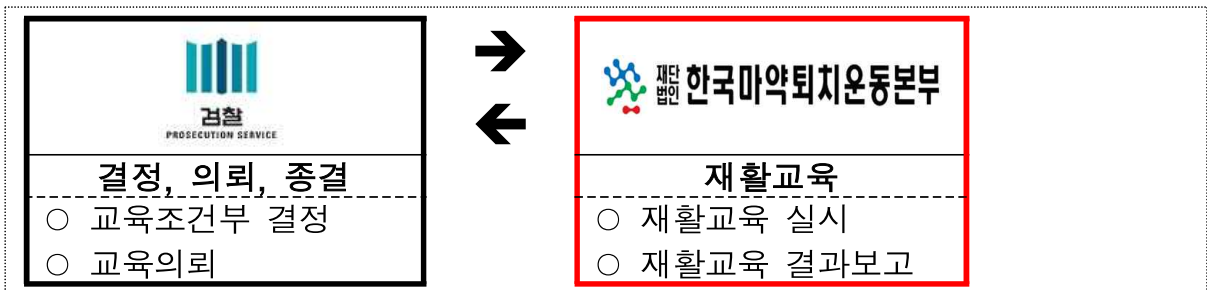 검찰
PROSECUTION SERVICE
결정, 의뢰, 종결
○ 교육조건부 결정
○ 교육의뢰
재단법인 한국마약퇴치운동본부
재활교육
○ 재활교육 실시
○ 재활교육 결과보고